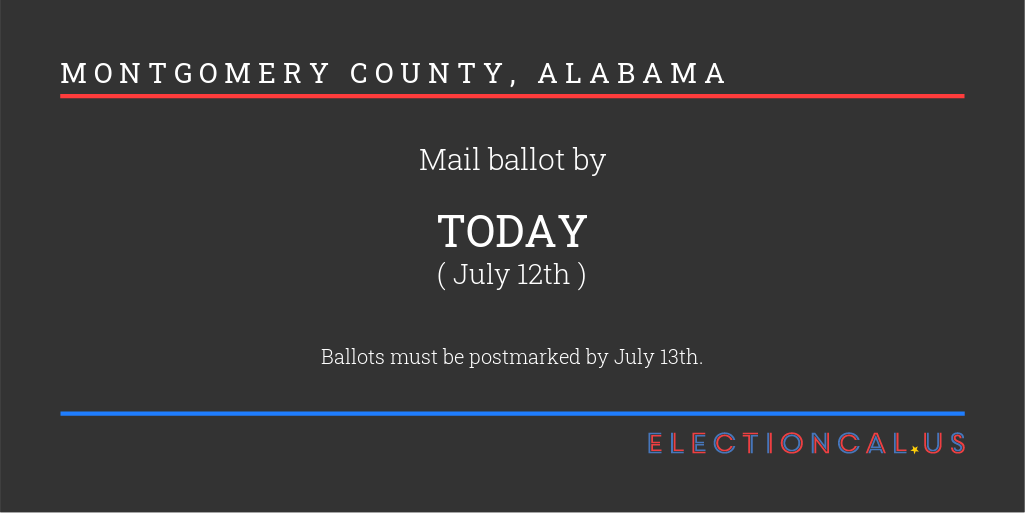 MONTGOMERY COUNTY, ALABAMA
Mail ballot by
TODAY
( July 12th )
Ballots must be postmarked by July 13th.
ELECTIONCAL.US